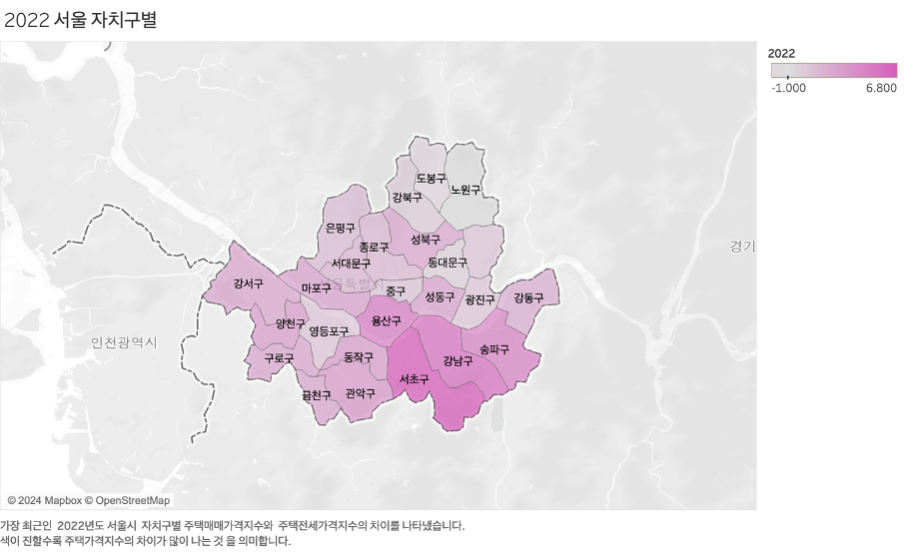 2022 서울 자치구별
2022
-1.000 6.800
도봉구
노원구
강북구
은평구
성북구
종로구
서대문구
동대문구
경기
강서구
마포구
중구
성동구
광진구
강동구
양천구
영등포구
용산구
인천광역시
구로구
동작구
강남구
송파구
서초구
금천구
관악구
© 2024 Mapbox © OpenStreetMap
가장 최근인 2022년도 서울시 자치구별 주택매매가격지수와 주택전세가격지수의 차이를 나타냈습니다.
색이 진할수록 주택가격지수의 차이가 많이 나는 것 을 의미합니다.